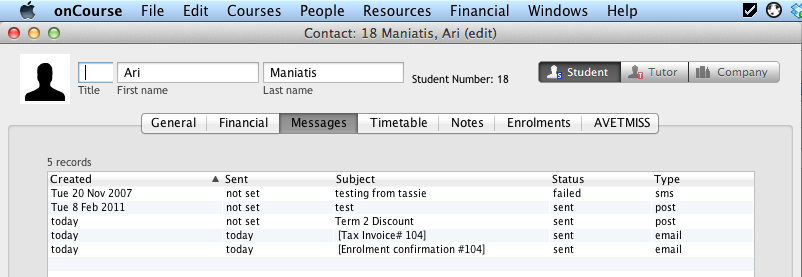 onCourse File Edit Courses People Resources Financial Windows Help
Contact: 18 Maniatis, Ari (edit)
Ari Maniatis Student Number: 18 Student Tutor Company
Title First name Last name
General Financial Messages Timetable Notes Enrolments AVETMISS
5 records
Created Sent Subject Status Type
Tue 20 Nov 2007 not set testing from tassie failed sms
Tue 8 Feb 2011 not set test sent post
today not set Term 2 Discount sent post
today today [Tax Invoice# 104] sent email
today today [Enrolment confirmation #104] sent email